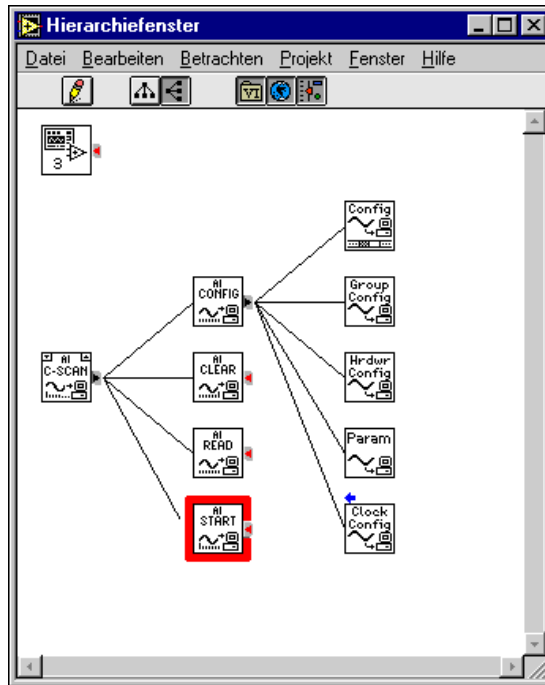 Hierarchiefenster
Datei Bearbeiten Betrachten Projekt Fenster Hilfe
VI
3
Config
AI
CONFIG
Group
Config
AI
C-SCAN
AI
CLEAR
Hrdwr
Config
AI
READ
Param
AI
START
Clock
Config